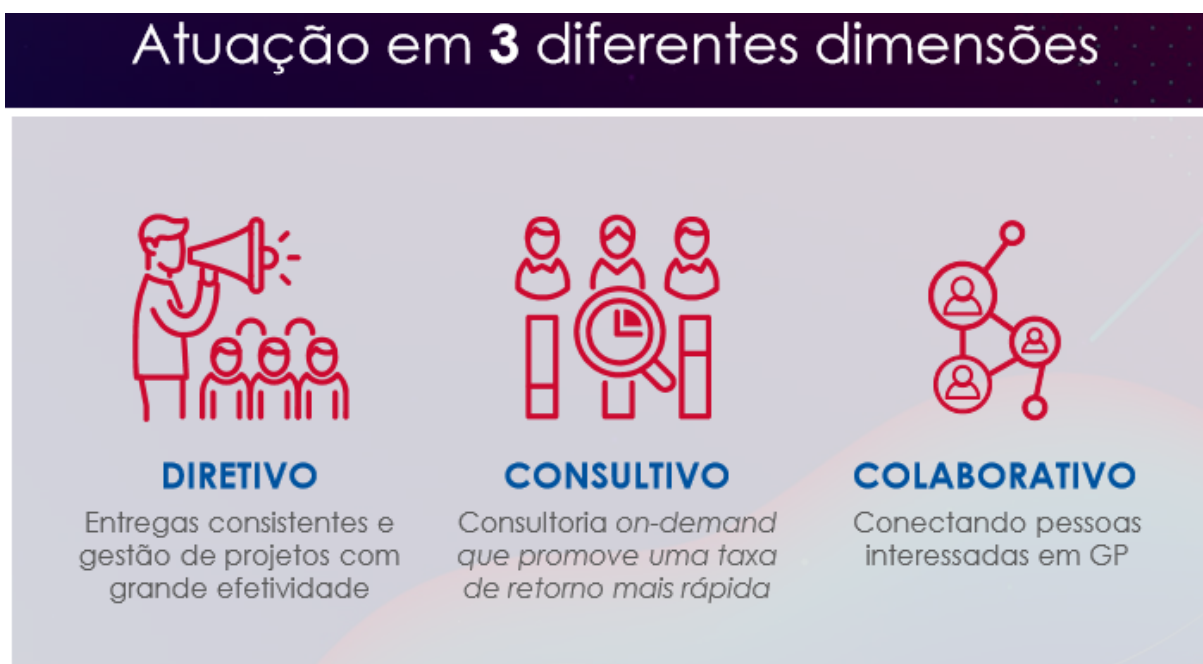 Atuação em 3 diferentes dimensões
DIRETIVO
Entregas consistentes e
gestão de projetos com
grande efetividade
CONSULTIVO
Consultoria on-demand
que promove uma taxa
de retorno mais rápida
COLABORATIVO
Conectando pessoas
interessadas em GP